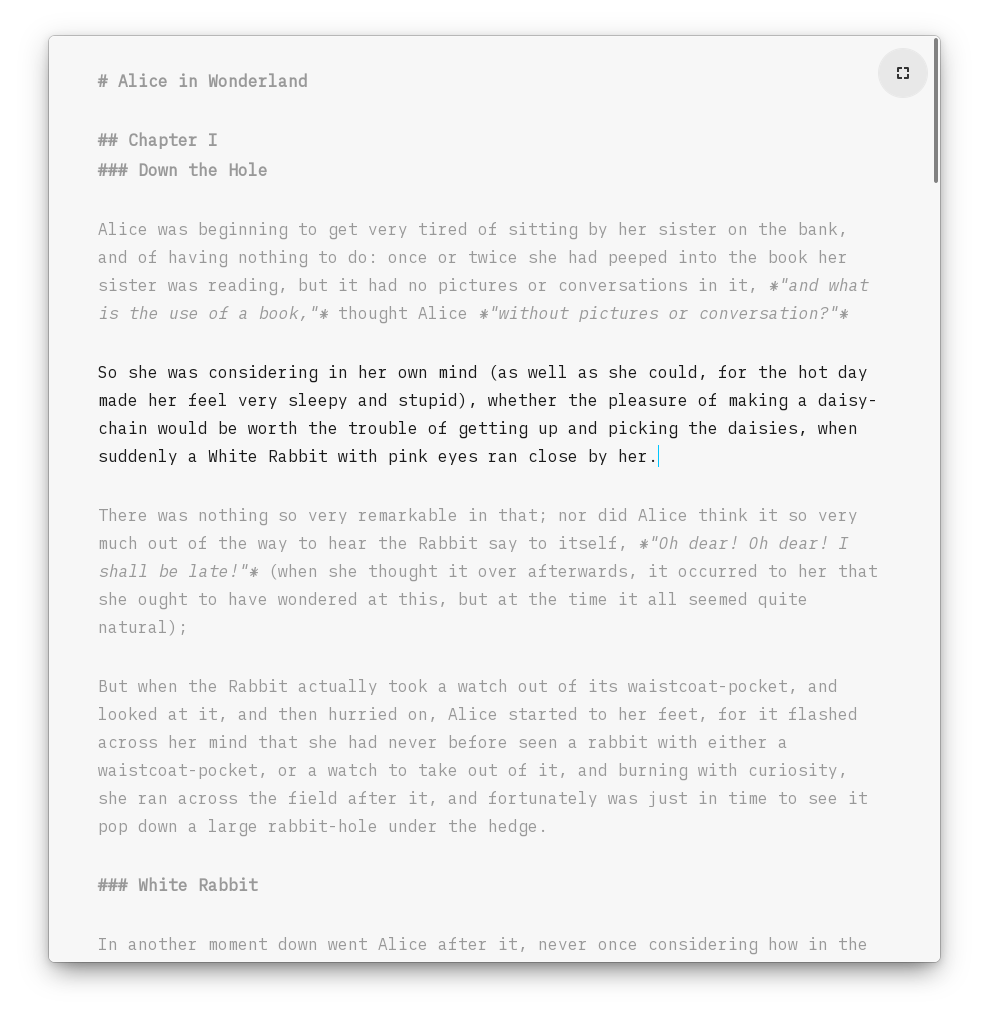 # Alice in Wonderland
## Chapter I
### Down the Hole
Alice was beginning to get very tired of sitting by her sister on the bank,
and of having nothing to do: once or twice she had peeped into the book her
sister was reading, but it had no pictures or conversations in it, *"and what
is the use of a book,"* thought Alice *"without pictures or conversation?"*
So she was considering in her own mind (as well as she could, for the hot day
made her feel very sleepy and stupid), whether the pleasure of making a daisy-
chain would be worth the trouble of getting up and picking the daisies, when
suddenly a White Rabbit with pink eyes ran close by her.
There was nothing so very remarkable in that; nor did Alice think it so very
much out of the way to hear the Rabbit say to itself, *"Oh dear! Oh dear! I
shall be late!"* (when she thought it over afterwards, it occurred to her that
she ought to have wondered at this, but at the time it all seemed quite
natural);
But when the Rabbit actually took a watch out of its waistcoat-pocket, and
looked at it, and then hurried on, Alice started to her feet, for it flashed
across her mind that she had never before seen a rabbit with either a
waistcoat-pocket, or a watch to take out of it, and burning with curiosity,
she ran across the field after it, and fortunately was just in time to see it
pop down a large rabbit-hole under the hedge.
### White Rabbit
In another moment down went Alice after it, never once considering how in the